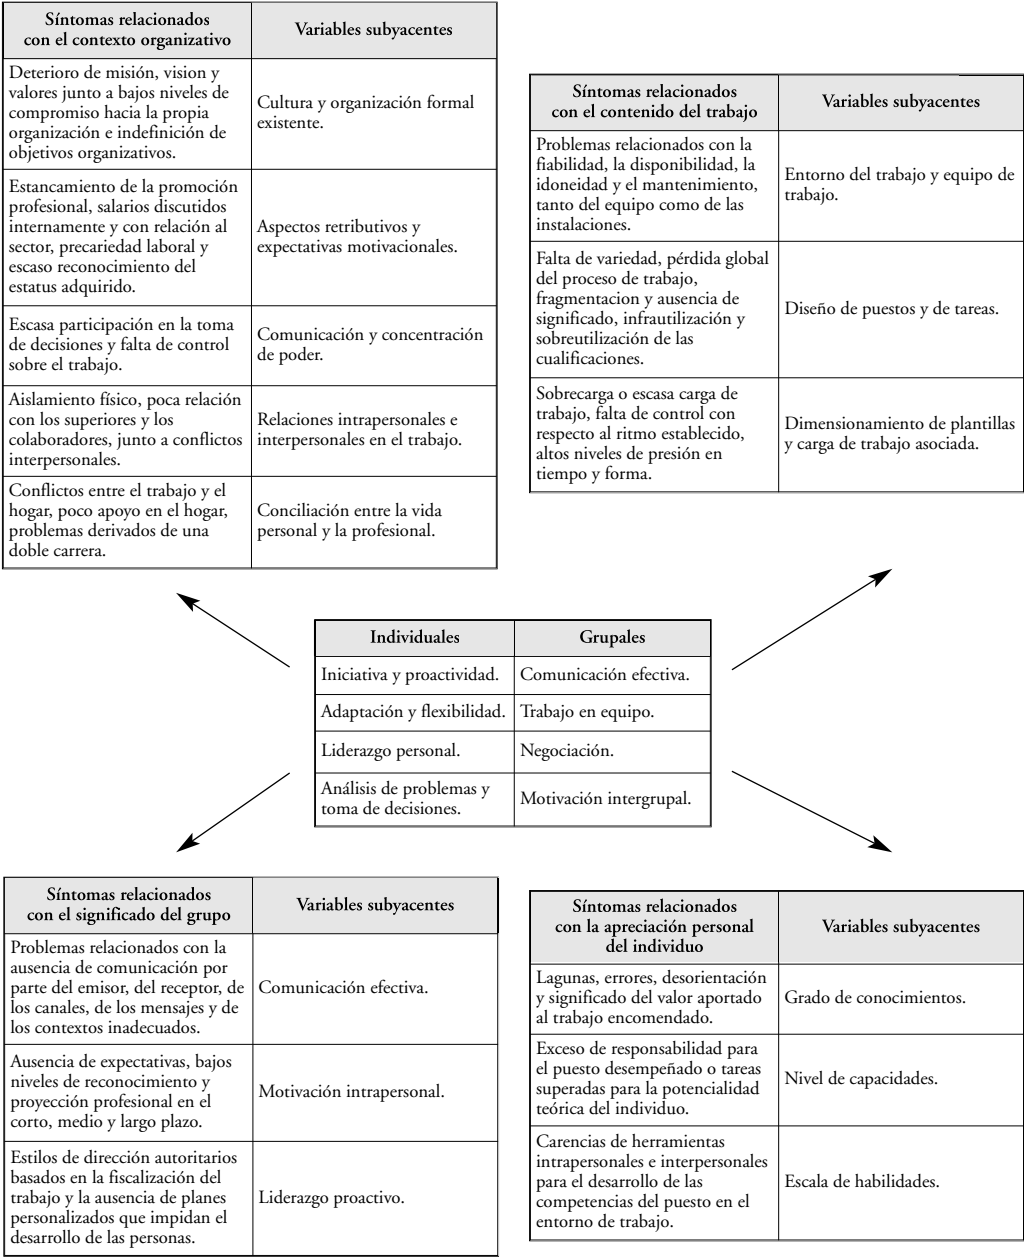 Síntomas relacionados
con el contexto organizativo
Variables subyacentes
Deterioro de misión, vision y
valores junto a bajos niveles de
compromiso hacia la propia
organización e indefinición de
objetivos organizativos.
Cultura y organización formal
existente.
Estancamiento de la promoción
profesional, salarios discutidos
internamente y con relación al
sector, precariedad laboral y
escaso reconocimiento del
estatus adquirido.
Aspectos retributivos y
expectativas motivacionales.
Escasa participación en la toma
de decisiones y falta de control
sobre el trabajo.
Comunicación y concentración
de poder.
Aislamiento físico, poca relación
con los superiores y los
colaboradores, junto a conflictos
interpersonales.
Relaciones intrapersonales e
interpersonales en el trabajo.
Conflictos entre el trabajo y el
hogar, poco apoyo en el hogar,
problemas derivados de una
doble carrera.
Conciliación entre la vida
personal y la profesional.
Síntomas relacionados
con el contenido del trabajo
Variables subyacentes
Problemas relacionados con la
fiabilidad, la disponibilidad, la
idoneidad y el mantenimiento,
tanto del equipo como de las
instalaciones.
Entorno del trabajo y equipo de
trabajo.
Falta de variedad, pérdida global
del proceso de trabajo,
fragmentacion y ausencia de
significado, infrautilización y
sobreutilización de las
cualificaciones.
Diseño de puestos y de tareas.
Sobrecarga o escasa carga de
trabajo, falta de control con
respecto al ritmo establecido,
altos niveles de presión en
tiempo y forma.
Dimensionamiento de plantillas
y carga de trabajo asociada.
Individuales
Grupales
Iniciativa y proactividad.
Comunicación efectiva.
Adaptación y flexibilidad.
Trabajo en equipo.
Liderazgo personal.
Negociación.
Análisis de problemas y
toma de decisiones.
Motivación intergrupal.
Síntomas relacionados
con el significado del grupo
Variables subyacentes
Problemas relacionados con la
ausencia de comunicación por
parte del emisor, del receptor, de
los canales, de los mensajes y de
los contextos inadecuados.
Comunicación efectiva.
Ausencia de expectativas, bajos
niveles de reconocimiento y
proyección profesional en el
corto, medio y largo plazo.
Motivación intrapersonal.
Estilos de dirección autoritarios
basados en la fiscalización del
trabajo y la ausencia de planes
personalizados que impidan el
desarrollo de las personas.
Liderazgo proactivo.
Síntomas relacionados
con la apreciación personal
del individuo
Variables subyacentes
Lagunas, errores, desorientación
y significado del valor aportado
al trabajo encomendado.
Grado de conocimientos.
Exceso de responsabilidad para
el puesto desempeñado o tareas
superadas para la potencialidad
teórica del individuo.
Nivel de capacidades.
Carencias de herramientas
intrapersonales e interpersonales
para el desarrollo de las
competencias del puesto en el
entorno de trabajo.
Escala de habilidades.